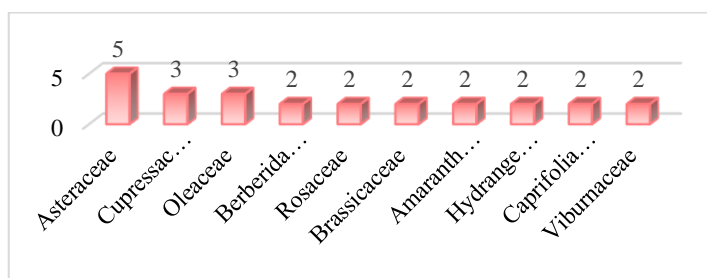 5
3
3
2
2
2
2
2
2
2
5
0
Asteraceae
Cupressac…
Oleaceae
Berberida…
Rosaceae
Brassicaceae
Amaranth…
Hydrange…
Caprifolia…
Viburnaceae